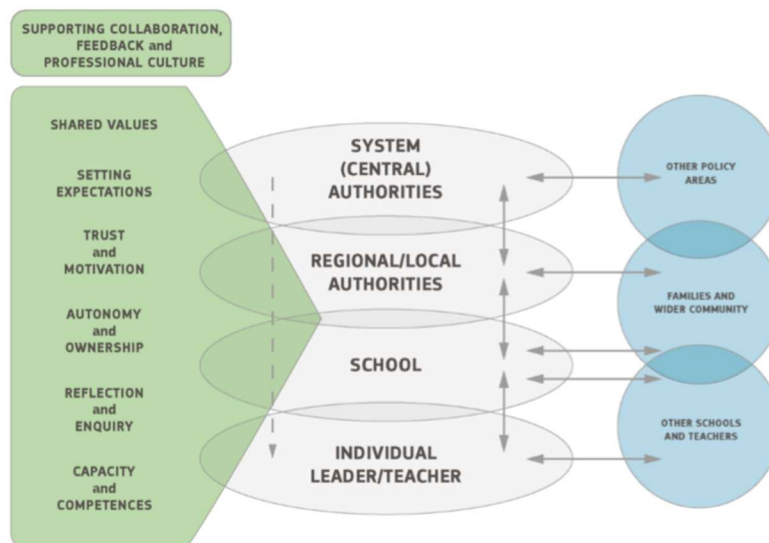 SUPPORTING COLLABORATION,
FEEDBACK and
PROFESSIONAL CULTURE
SHARED VALUES
SETTING
EXPECTATIONS
TRUST
and
MOTIVATION
AUTONOMY
and
OWNERSHIP
REFLECTION
and
ENQUIRY
CAPACITY
and
COMPETENCES
SYSTEM
(CENTRAL)
AUTHORITIES
REGIONAL/LOCAL
AUTHORITIES
SCHOOL
INDIVIDUAL
LEADER/TEACHER
OTHER POLICY
AREAS
FAMILIES AND
WIDER COMMUNITY
OTHER SCHOOLS
AND TEACHERS